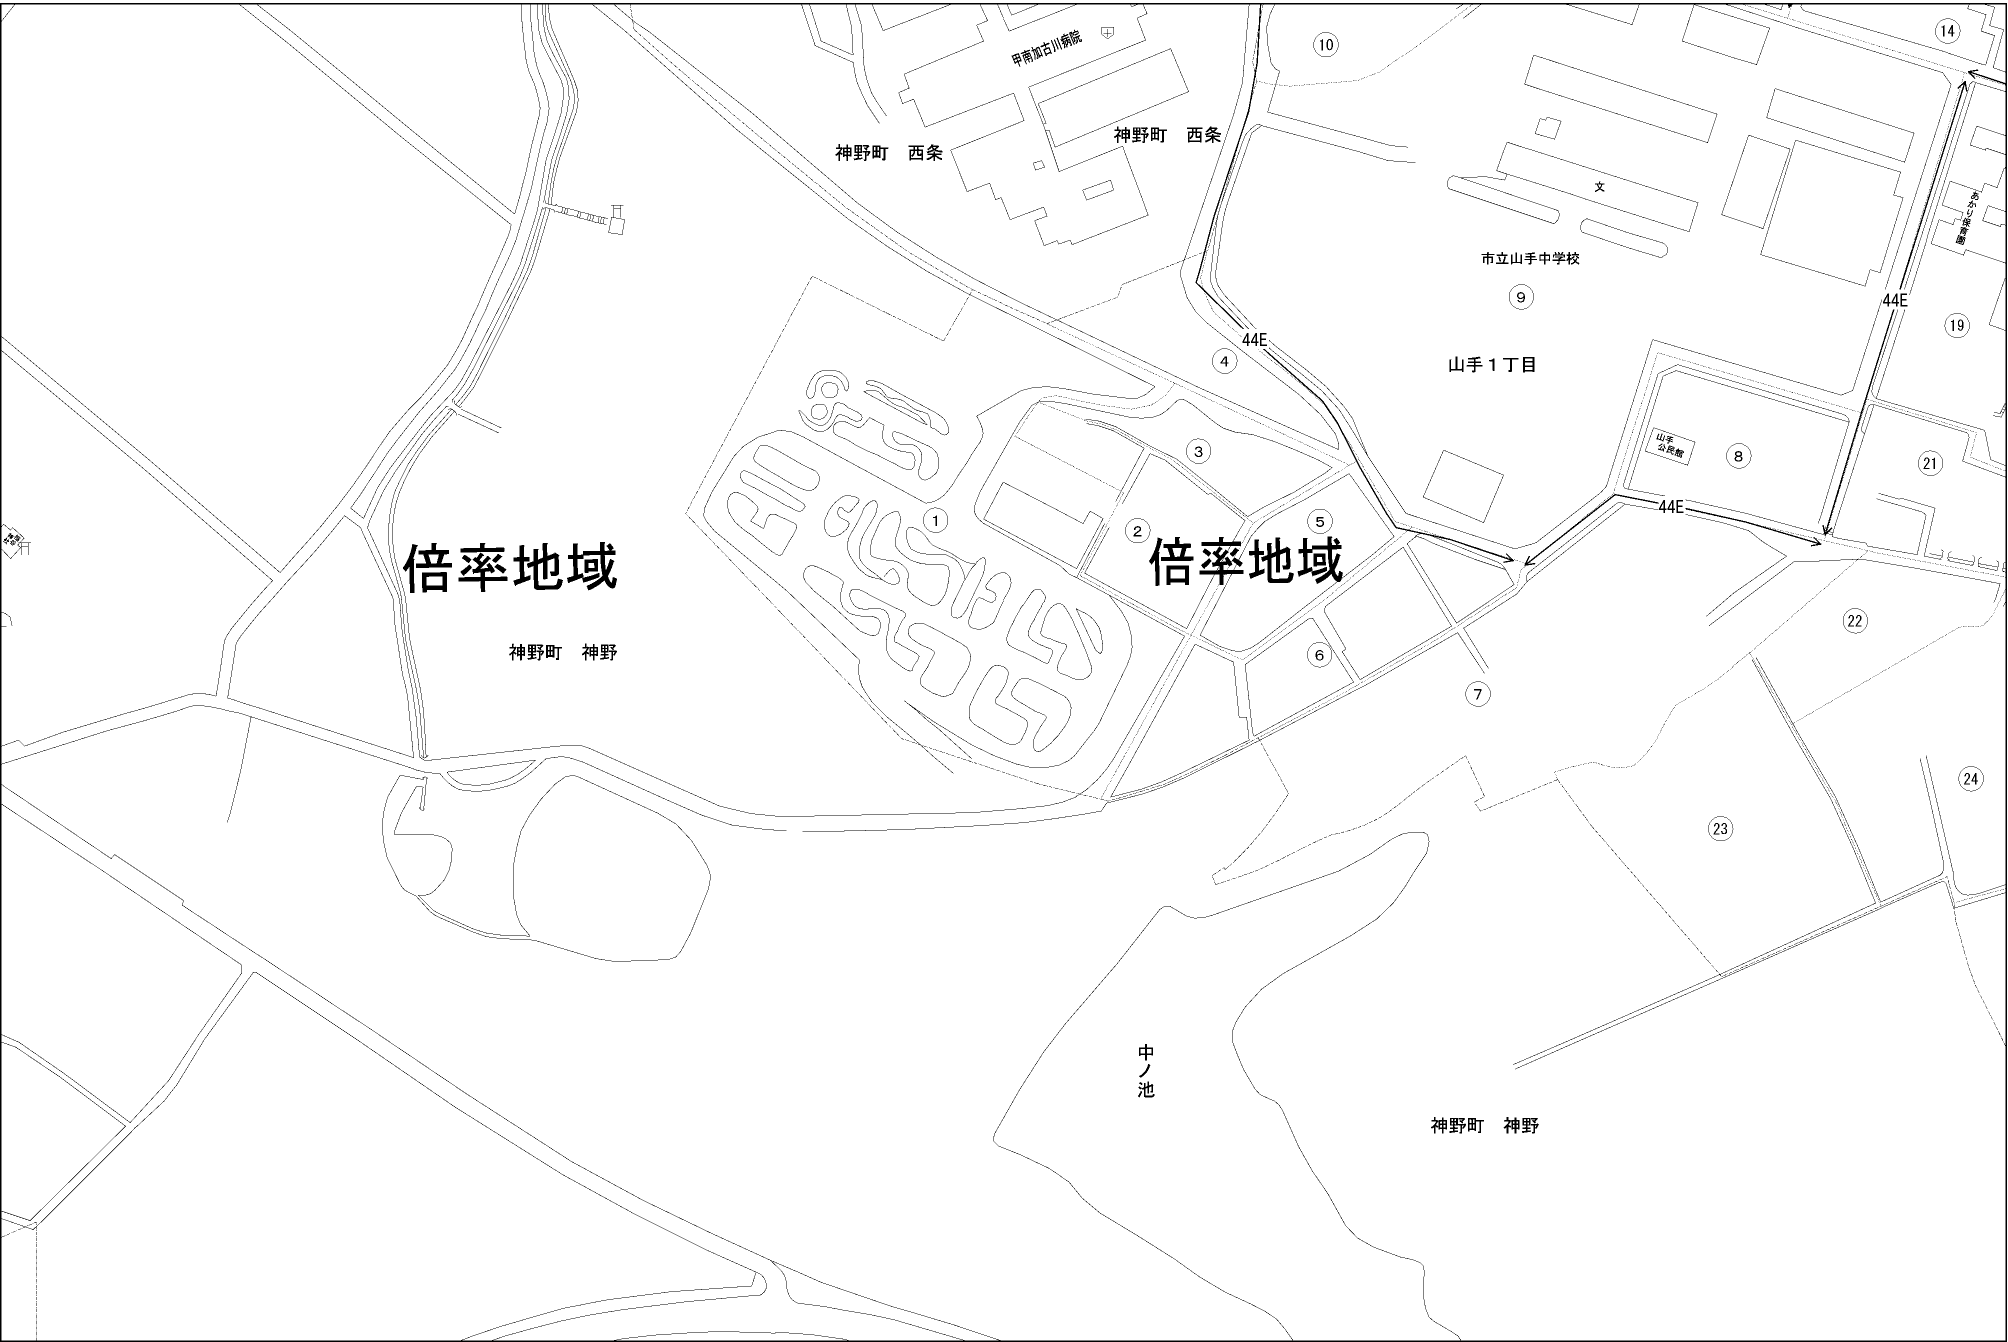 甲南加古川病院
神野町　西条
神野町　西条
⑩
⑭
文
市立山手中学校
⑨
あかり保育園
44E
⑲
44E
④
山手１丁目
③
山手
公民館
⑧
㉑
①
②
⑤
44E
倍率地域
倍率地域
神野町　神野
⑥
⑦
㉒
㉓
㉔
中ノ池
神野町　神野